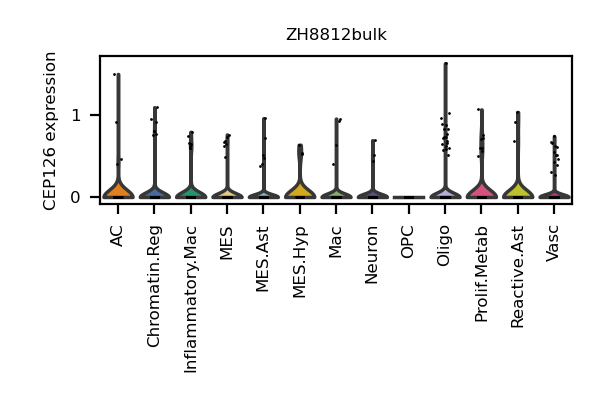 ZH8812bulk
CEP126 expression
1
0
AC
Chromatin.Reg
Inflammatory.Mac
MES
MES.Ast
MES.Hyp
Mac
Neuron
OPC
Oligo
Prolif.Metab
Reactive.Ast
Vasc